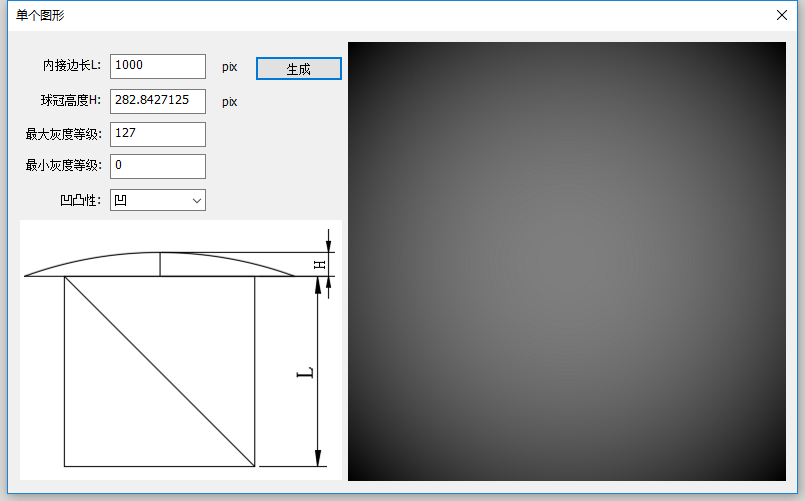 单个图形
内接边长L: 1000 pix 生成
球冠高度H: 282.8427125 pix
最大灰度等级: 127
最小灰度等级: 0
凹凸性: 凹
H
L